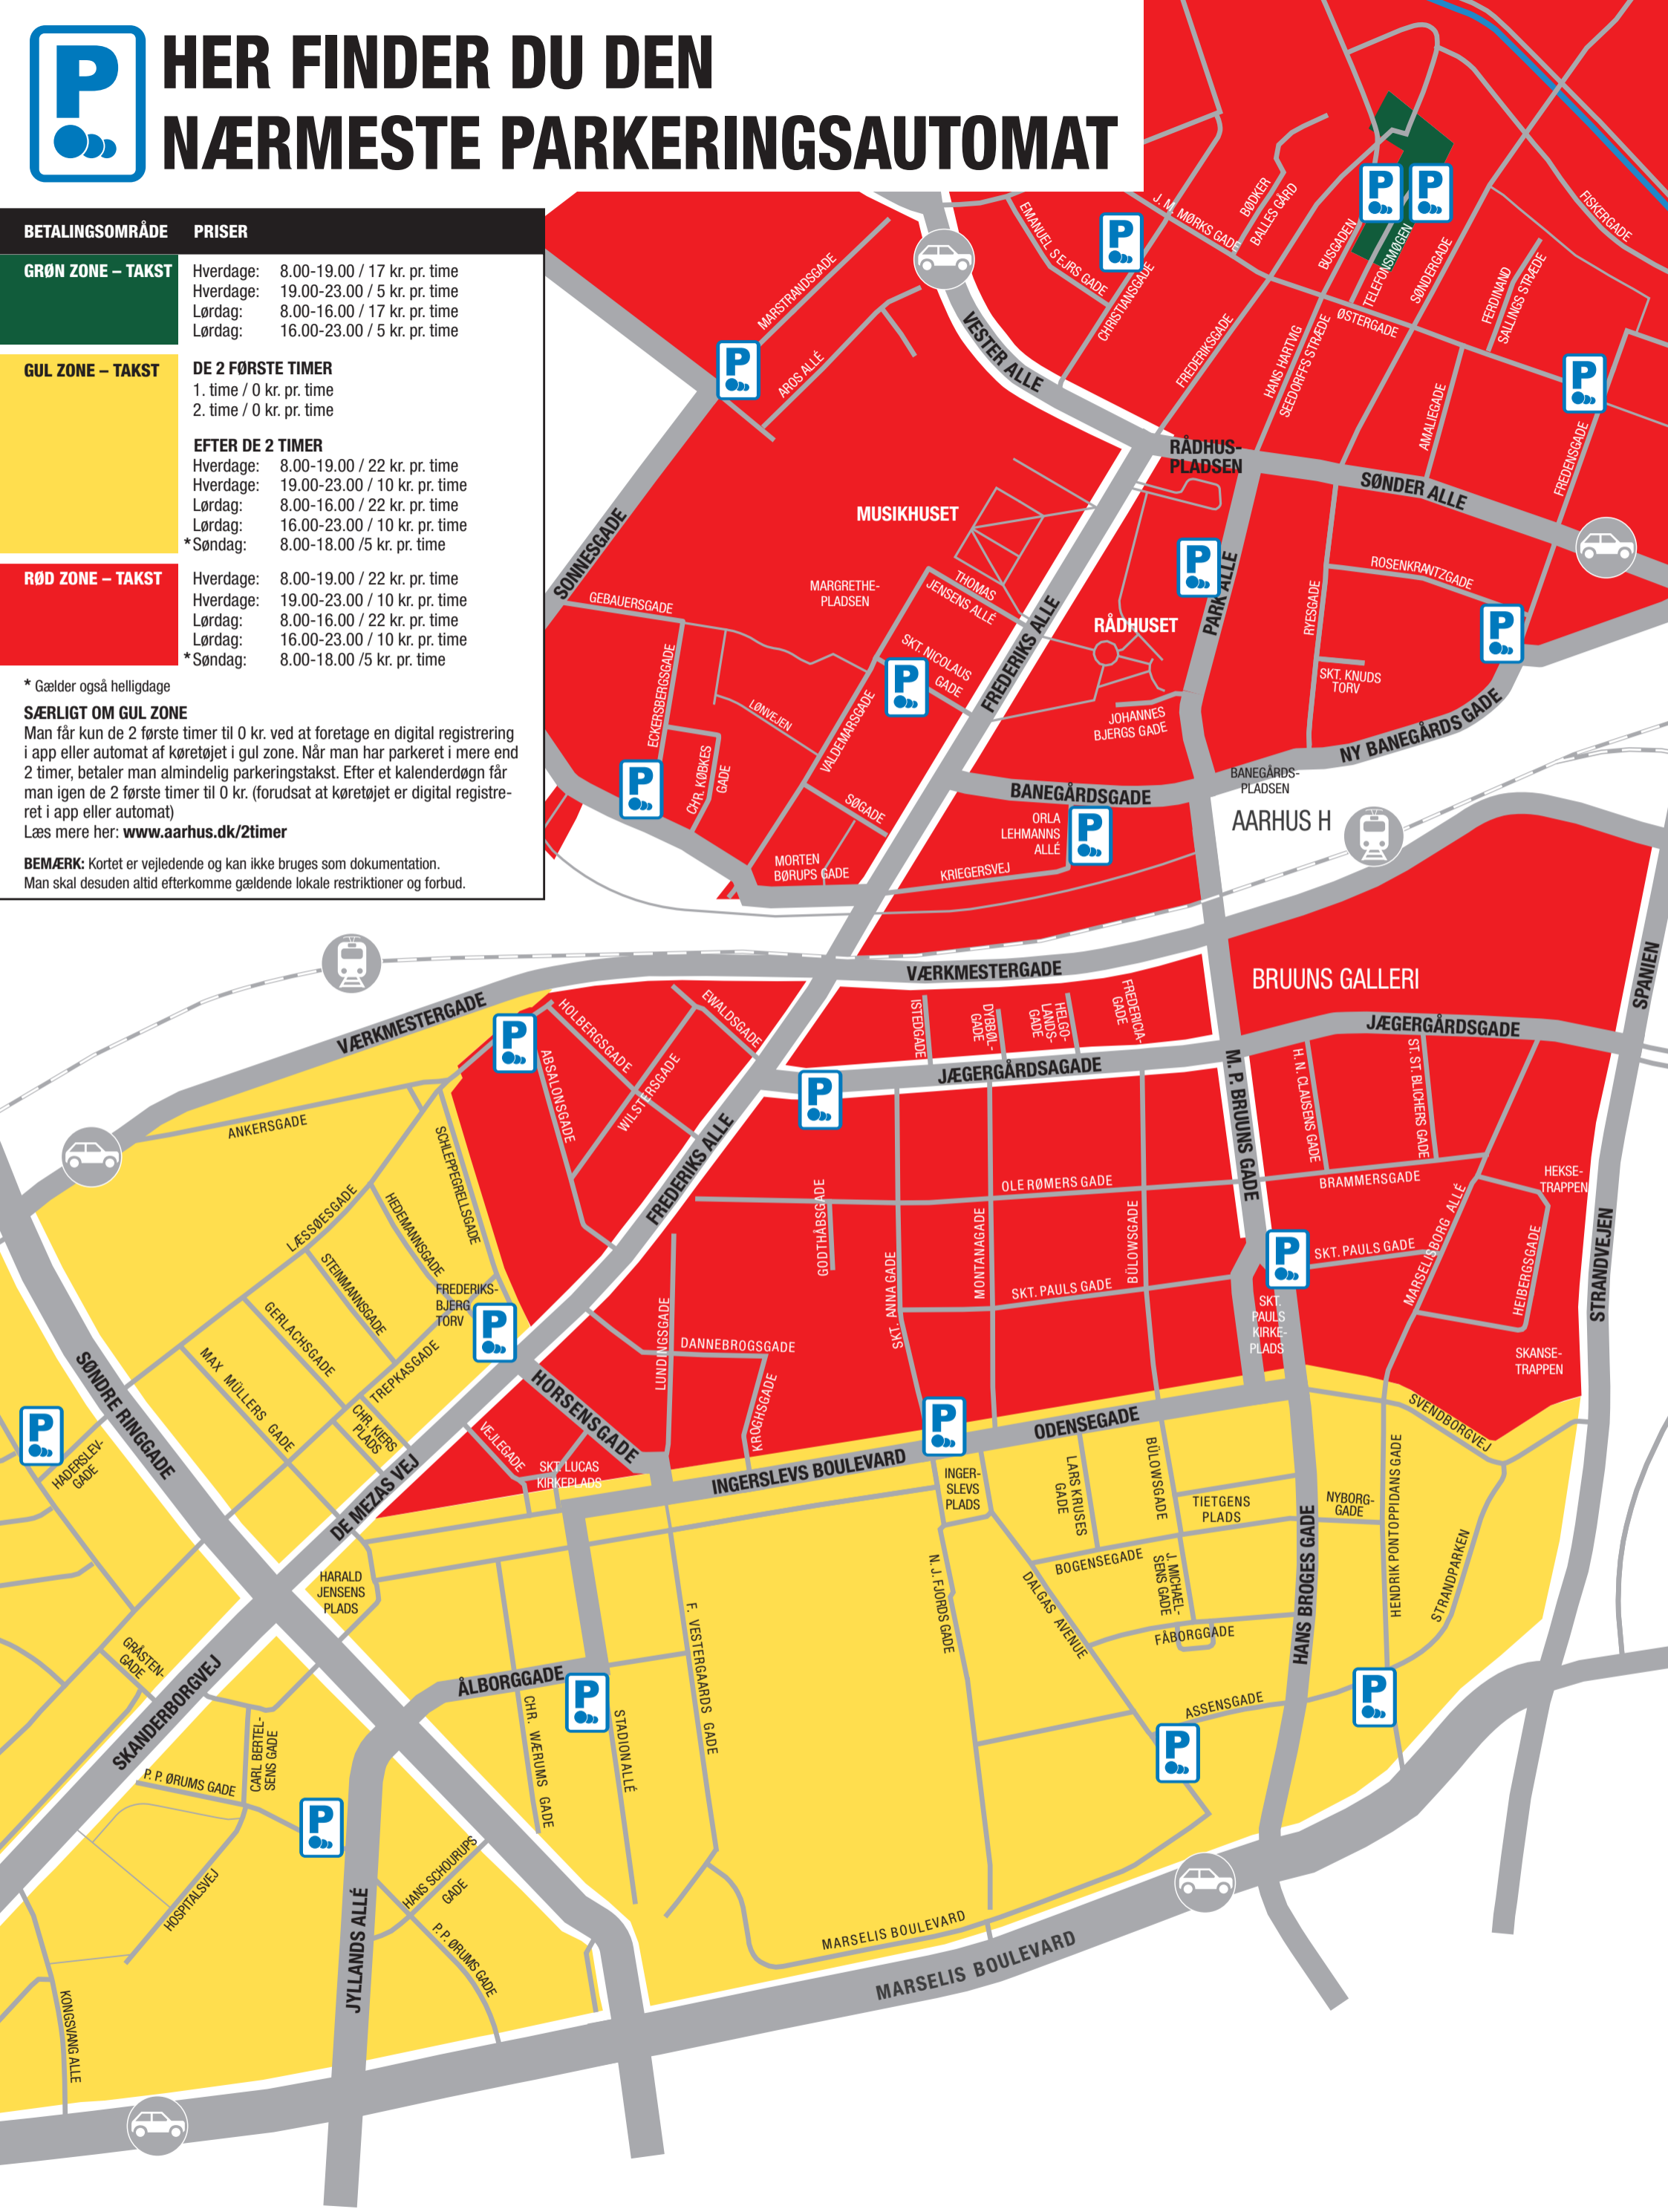 HER FINDER DU DEN
NÆRMESTE PARKERINGSAUTOMAT
P
BETALINGSOMRÅDE PRISER
GRØN ZONE – TAKST
Hverdage: 8.00-19.00 / 17 kr. pr. time
Hverdage: 19.00-23.00 / 5 kr. pr. time
Lørdag: 8.00-16.00 / 17 kr. pr. time
Lørdag: 16.00-23.00 / 5 kr. pr. time
GUL ZONE – TAKST
DE 2 FØRSTE TIMER
1. time / 0 kr. pr. time
2. time / 0 kr. pr. time
EFTER DE 2 TIMER
Hverdage: 8.00-19.00 / 22 kr. pr. time
Hverdage: 19.00-23.00 / 10 kr. pr. time
Lørdag: 8.00-16.00 / 22 kr. pr. time
Lørdag: 16.00-23.00 / 10 kr. pr. time
*Søndag: 8.00-18.00 /5 kr. pr. time
RØD ZONE – TAKST
Hverdage: 8.00-19.00 / 22 kr. pr. time
Hverdage: 19.00-23.00 / 10 kr. pr. time
Lørdag: 8.00-16.00 / 22 kr. pr. time
Lørdag: 16.00-23.00 / 10 kr. pr. time
*Søndag: 8.00-18.00 /5 kr. pr. time
* Gælder også helligdage
SÆRLIGT OM GUL ZONE
Man får kun de 2 første timer til 0 kr. ved at foretage en digital registrering
i app eller automat af køretøjet i gul zone. Når man har parkeret i mere end
2 timer, betaler man almindelig parkeringstakst. Efter et kalenderdøgn får
man igen de 2 første timer til 0 kr. (forudsat at køretøjet er digital registre-
ret i app eller automat)
Læs mere her: www.aarhus.dk/2timer
BEMÆRK: Kortet er vejledende og kan ikke bruges som dokumentation.
Man skal desuden altid efterkomme gældende lokale restriktioner og forbud.
EMANUEL SEJRS GADE
J. M. MØRKS GADE
BØDKER
BALLES GÅRD
CHRISTIANSGADE
BUSGADEN
TELEFONSMØGEN
SØNDERGADE
FISKERGADE
FERDINAND
SALLINGS STRÆDE
ØSTERGADE
FREDERIKSGADE
HANS HARTVIG
SEEDORFFS STRÆDE
AMALIEGADE
FREDENSGADE
MARSTRANDSGADE
AROS ALLÉ
VESTER ALLE
RÅDHUS-
PLADSEN
SØNDER ALLE
SONNESGADE
MUSIKHUSET
MARGRETHE-
PLADSEN
THOMAS
JENSENS ALLÉ
SKT. NICOLAUS
GADE
FREDERIKS ALLE
RÅDHUSET
PARK ALLE
RYESGADE
ROSENKRANTZGADE
SKT. KNUDS
TORV
NY BANEGÅRDSGADE
JOHANNES
BJERGS GADE
GEBAUERSGADE
ECKERSBERGSGADE
LØNVEJEN
VALDEMARSGADE
CHR. KØBKES
GADE
SØGADE
MORTEN
BØRUPS GADE
BANEGÅRDSGADE
BANEGÅRDS-
PLADSEN
AARHUS H
ORLA
LEHMANNS
ALLÉ
KRIEGERSVEJ
VÆRKMESTERGADE
VÆRKMESTERGADE
BRUUNS GALLERI
SPANIEN
JÆGERGÅRDSGADE
HOLBERGSGADE
EWALDSGADE
ABSALONSGADE
WILSTERSGADE
ISTEDGADE
DYBBØL-
GADE
HELGO-
LANDS-
GADE
FREDERICIA-
GADE
JÆGERGÅRDSAGADE
M. P. BRUUNS GADE
H. N. CLAUSENS GADE
ST. ST. BLICHERS GADE
ANKERSGADE
SCHLEPPEGRELLSGADE
FREDERIKS ALLE
OLE RØMERS GADE
BRAMMERSGADE
HEKSE-
TRAPPEN
LÆSSØESGADE
HEDEMANNSGADE
STEINMANNSGADE
GERLACHSGADE
MAX MÜLLERS GADE
FREDERIKS-
BJERG
TORV
TREPKASGADE
CHR. KIERS
PLADS
GODTHÅBSGADE
SKT. ANNA GADE
MONTANAGADE
BÜLOWSGADE
SKT. PAULS GADE
SKT. PAULS GADE
MARSELISBORG ALLÉ
HEIBERGSGADE
STRANDVEJEN
SKANSE-
TRAPPEN
SKT.
PAULS
KIRKE-
PLADS
LUNDINGSGADE
DANNEBROGSGADE
KROGHSGADE
HORSENSGADE
VEJLEGADE
SKT. LUCAS
KIRKEPLADS
SØNDRE RINGGADE
HADERSLEV-
GADE
DE MEZAS VEJ
INGERSLEVS BOULEVARD
ODENSEGADE
SVENDBORGVEJ
INGER-
SLEVS
PLADS
LARS KRUSES
GADE
BÜLOWSGADE
TIETGENS
PLADS
NYBORG-
GADE
HENDRIK PONTOPPIDANS GADE
STRANDPARKEN
BOGENSEGADE
J. MICHAEL-
SENS GADE
HANS BROGES GADE
HARALD
JENSENS
PLADS
N. J. FJORDS GADE
DALGAS AVENUE
FÅBORGGADE
GRÅSTEN-
GADE
SKANDERBORGVEJ
ÅLBORGGADE
F. VESTERGAARDS GADE
ASSENSGADE
CARL BERTEL-
SENS GADE
P. P. ØRUMS GADE
CHR. WÆRUMS GADE
STADION ALLÉ
HOSPITALSVEJ
HANS SCHOURUPS
GADE
P. P. ØRUMS GADE
JYLLANDS ALLÉ
KONGSVANG ALLE
MARSELIS BOULEVARD
MARSELIS BOULEVARD